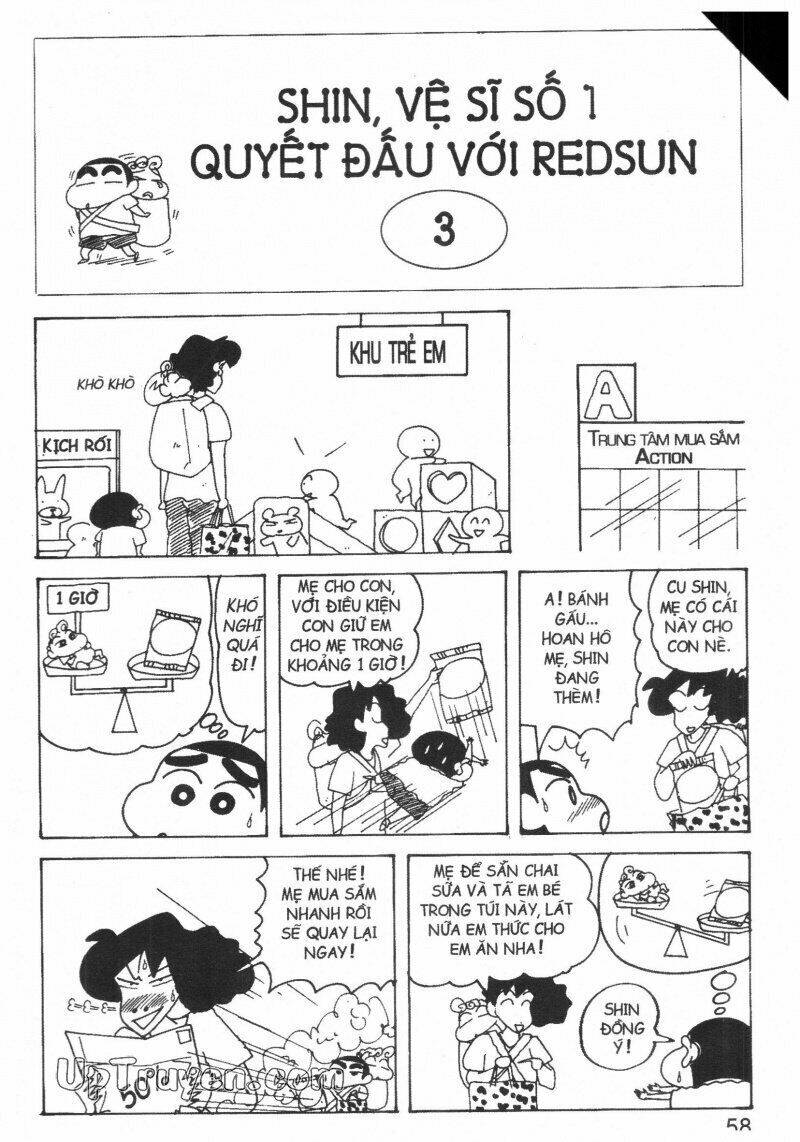 SHIN, VỆ SĨ SỐ 1
QUYẾT ĐẤU VỚI REDSUN
3
A
TRUNG TÂM MUA SẮM
ACTION
KHU TRẺ EM
KHÒ KHÒ
KỊCH RỐI
CU SHIN,
MẸ CÓ CÁI
NÀY CHO
CON NÈ.
A! BÁNH
GẤU...
HOAN HÔ
MẸ, SHIN
ĐANG
THÈM!
MẸ CHO CON,
VỚI ĐIỀU KIỆN
CON GIỮ EM
CHO MẸ TRONG
KHOẢNG 1 GIỜ!
KHÓ
NGHĨ
QUÁ
ĐI!
1 GIỜ
MẸ ĐỂ SẴN CHAI
SỮA VÀ TÃ EM BÉ
TRONG TÚI NÀY, LÁT
NỮA EM THỨC CHO
EM ĂN NHA!
SHIN
ĐỒNG
Ý!
THẾ NHÉ!
MẸ MUA SẮM
NHANH RỒI
SẼ QUAY LẠI
NGAY!
50
UpTruyen.com
58